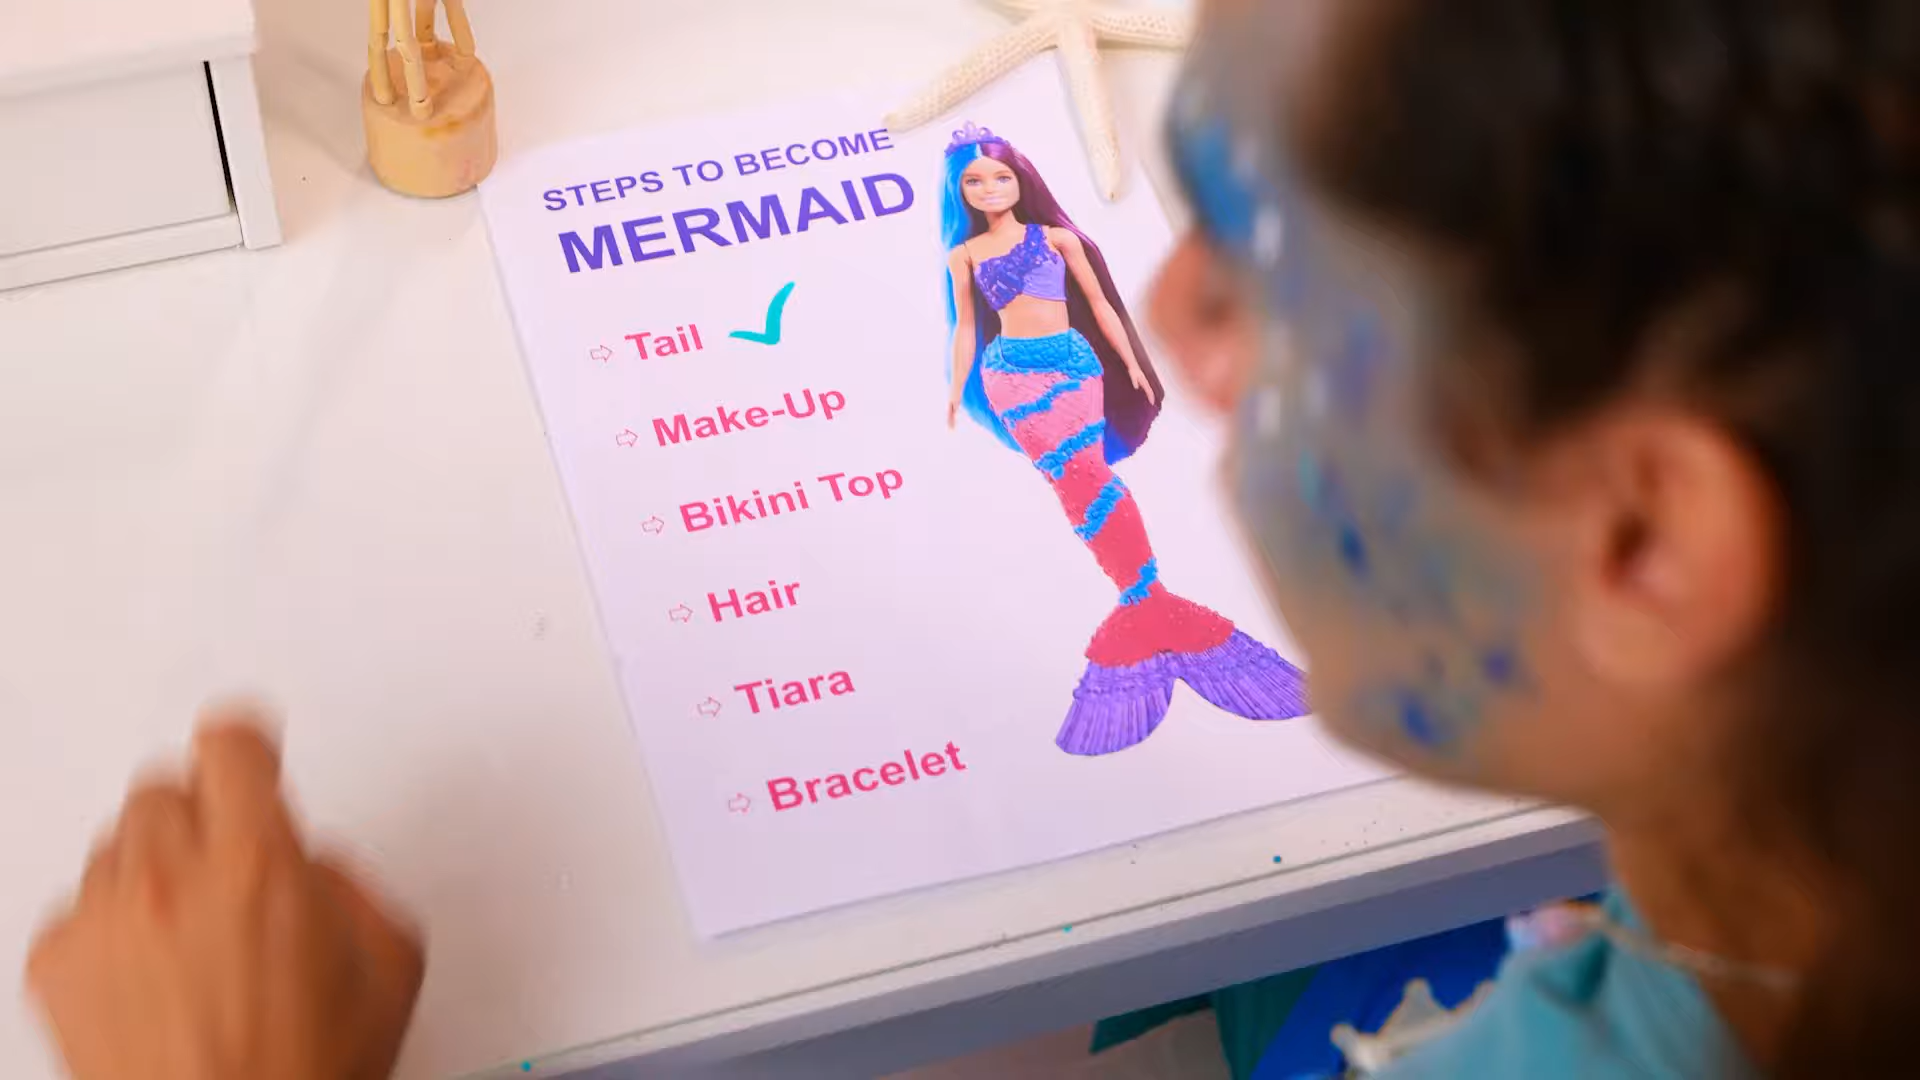 STEPS TO BECOME
MERMAID
Tail
Make-Up
Bikini Top
Hair
Tiara
Bracelet